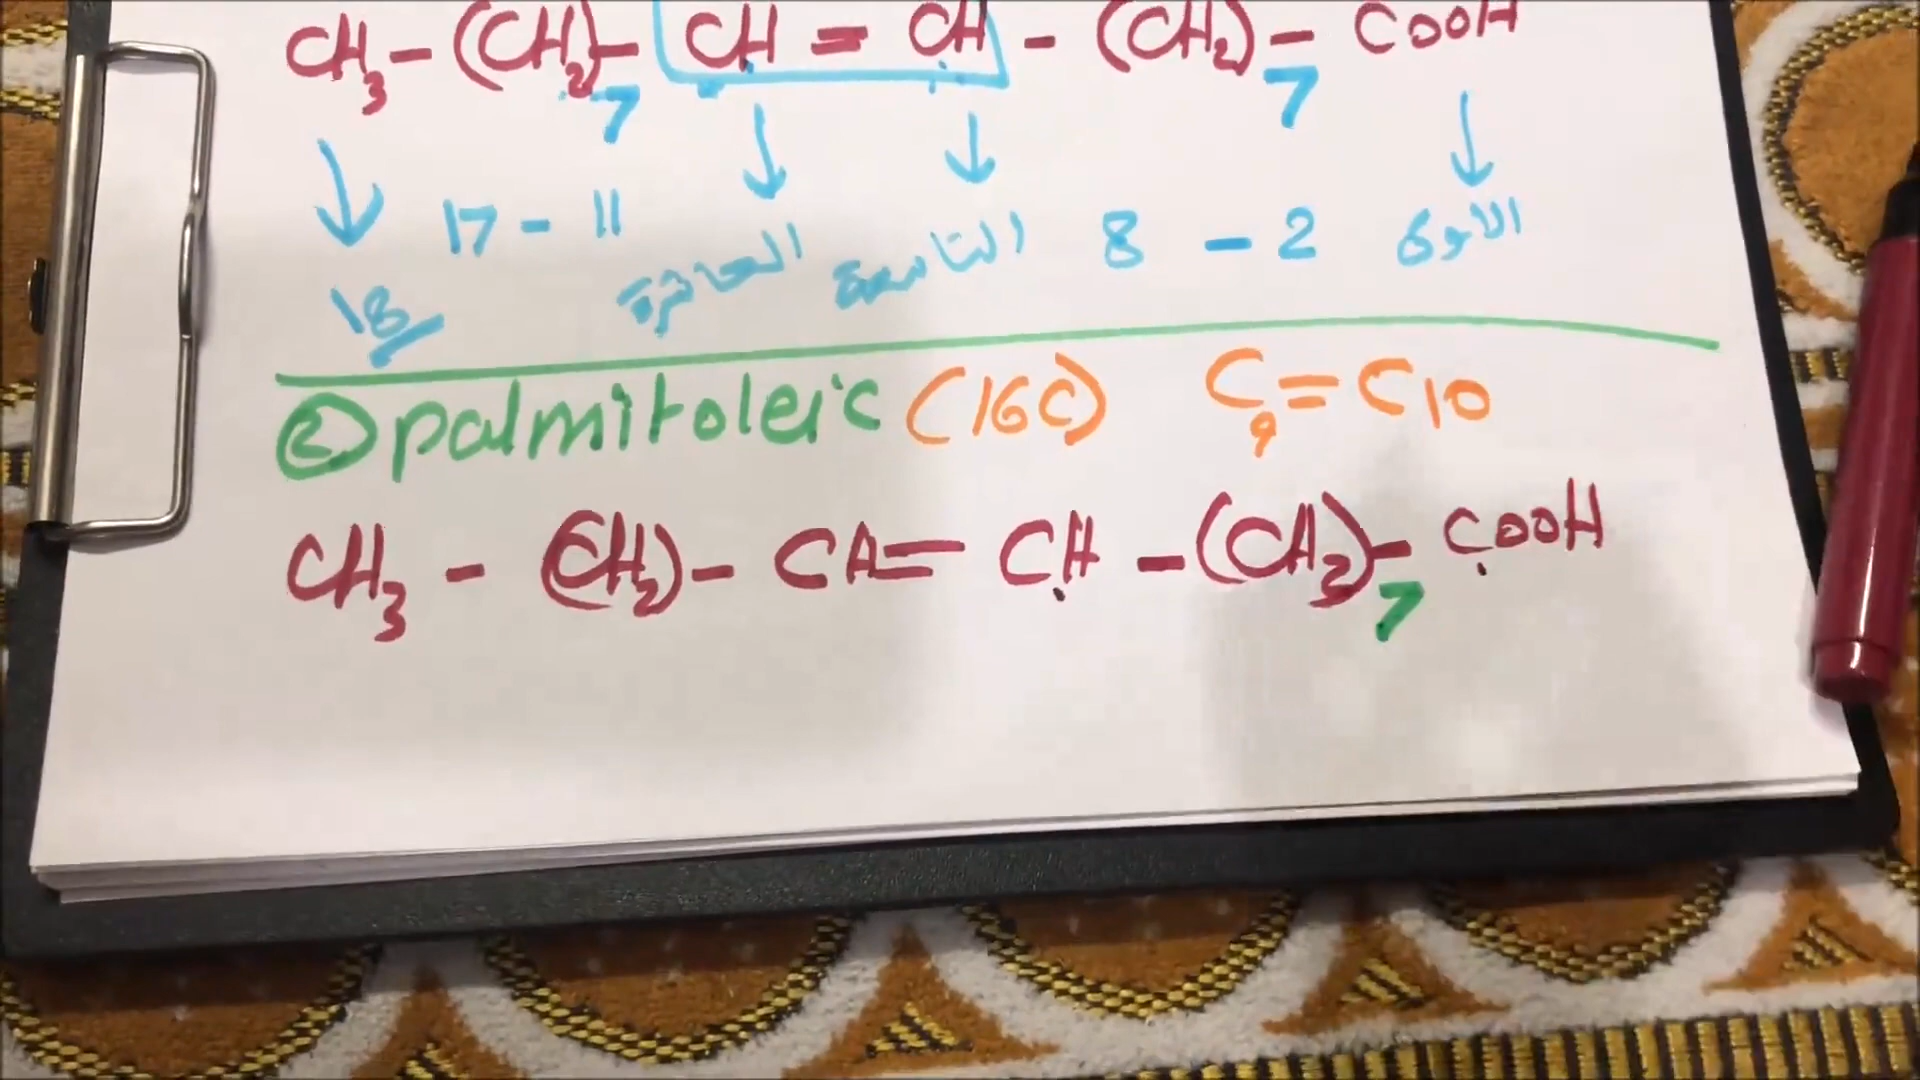 CH3 - (CH2)7 - CH = CH - (CH2)7 - COOH
18 17 - 11 العاشرة التاسعة 8 - 2 الاولى
② palmitoleic (16C) C9 = C10
CH3 - (CH2) - CH = CH - (CH2)7 - COOH